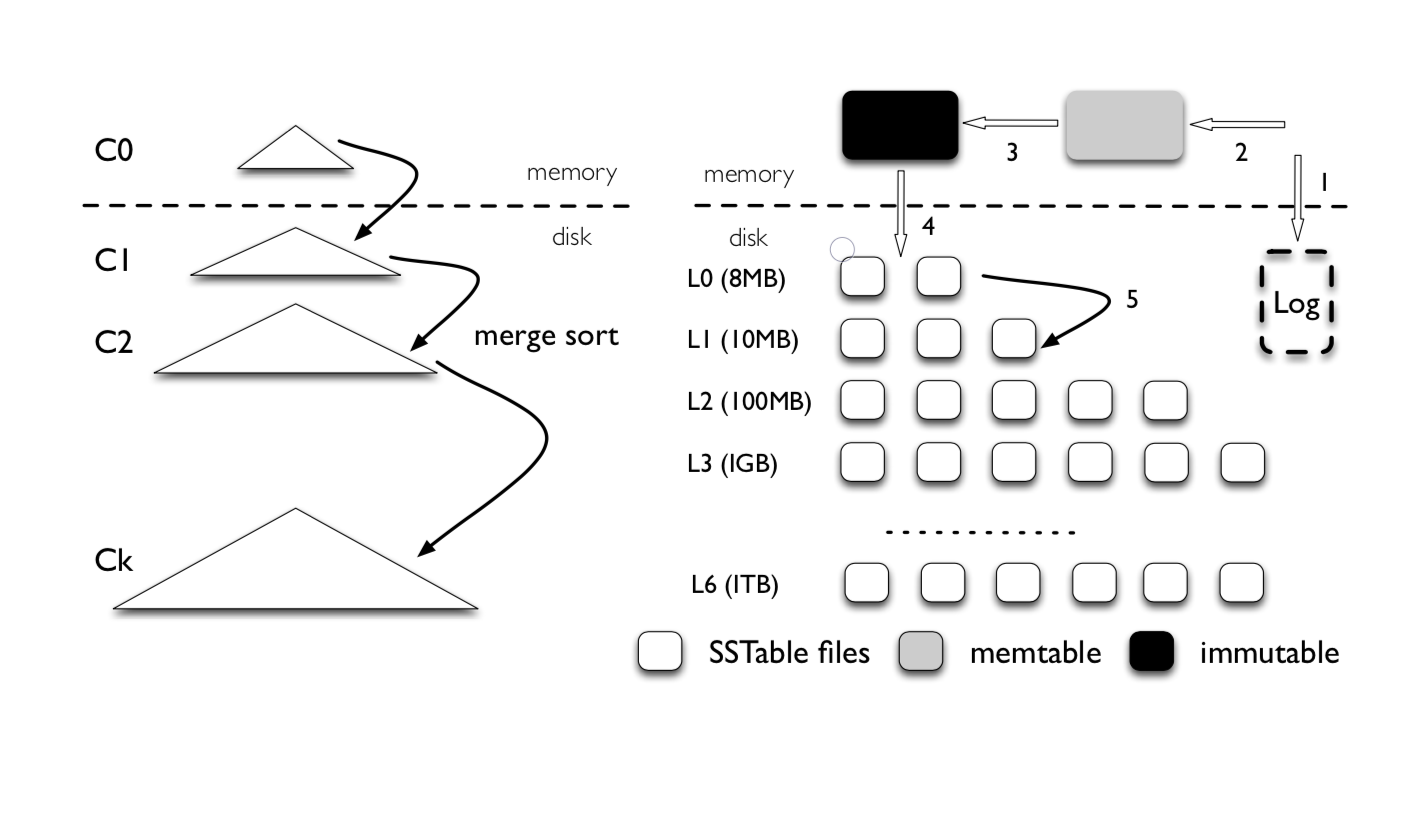 C0
memory
disk
C1
C2
merge sort
Ck
3
2
1
memory
4
disk
L0 (8MB)
5
Log
L1 (10MB)
L2 (100MB)
L3 (1GB)
L6 (1TB)
SSTable files
memtable
immutable